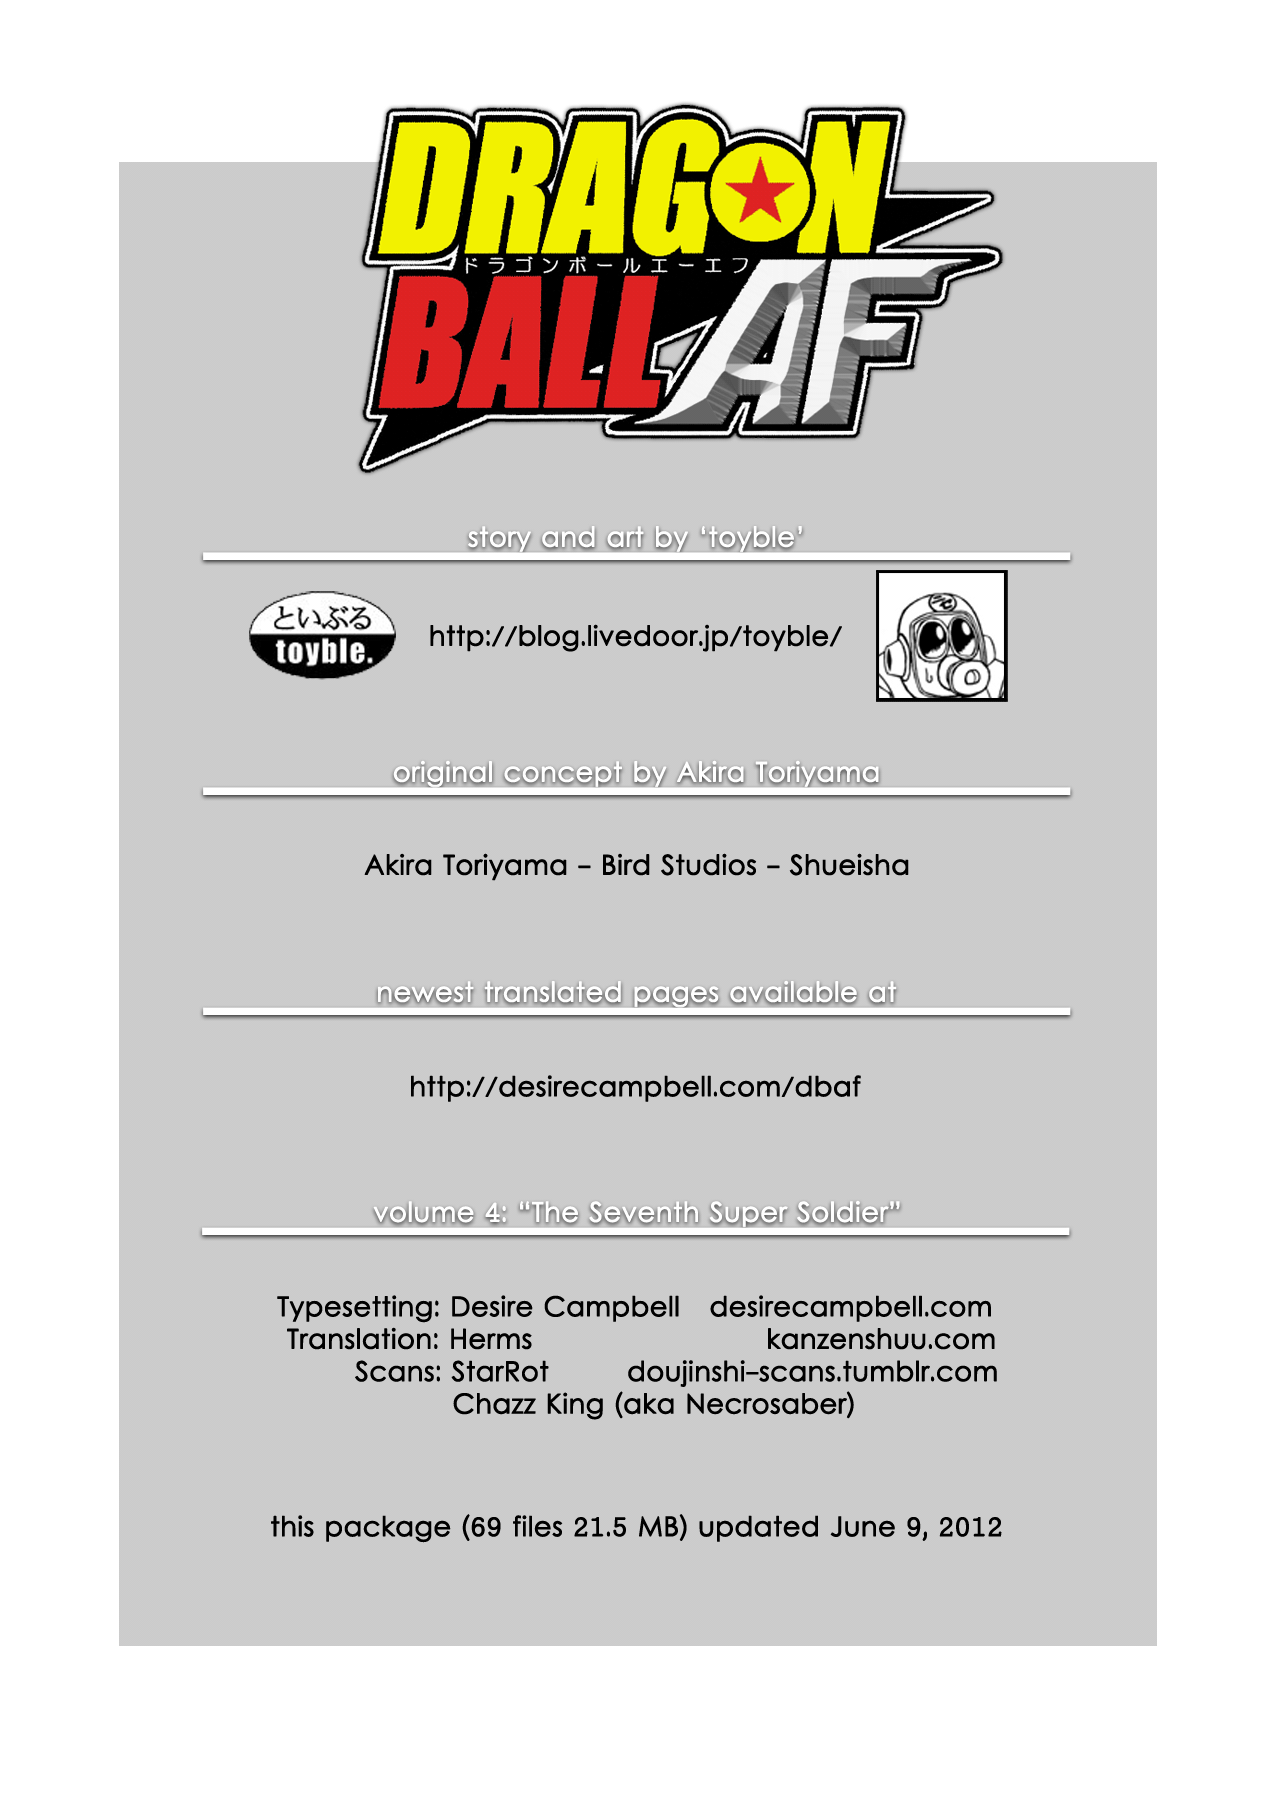 DRAGON
ドラゴンボールエーエフ
BALL AF
story and art by ‘toyble’
といぶる
toyble.
http://blog.livedoor.jp/toyble/
original concept by Akira Toriyama
Akira Toriyama - Bird Studios - Shueisha
newest translated pages available at
http://desirecampbell.com/dbaf
volume 4: “The Seventh Super Soldier”
Typesetting: Desire Campbell desirecampbell.com
Translation: Herms kanzenshuu.com
Scans: StarRot doujinshi-scans.tumblr.com
Chazz King (aka Necrosaber)
this package (69 files 21.5 MB) updated June 9, 2012